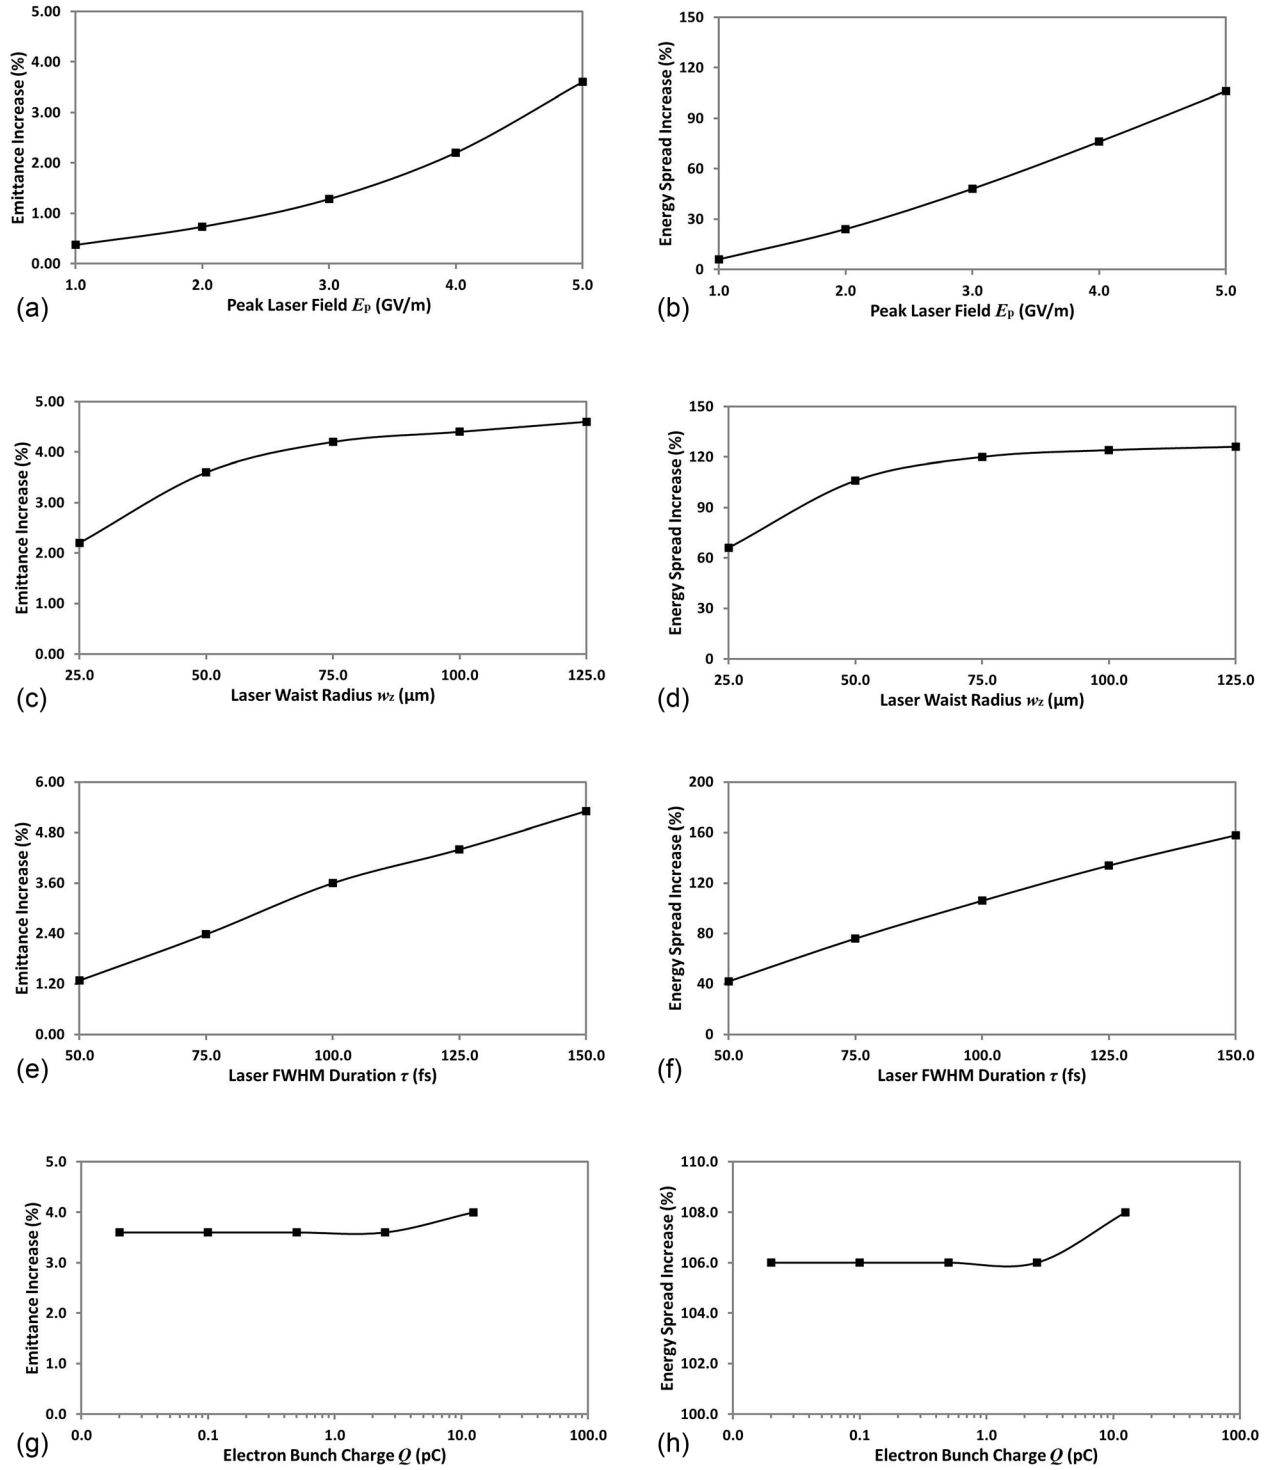 5.00
4.00
3.00
2.00
1.00
0.00
Emittance Increase (%)
1.0 2.0 3.0 4.0 5.0
Peak Laser Field Ep (GV/m)
(a)
150
120
90
60
30
0
Energy Spread Increase (%)
1.0 2.0 3.0 4.0 5.0
Peak Laser Field Ep (GV/m)
(b)
5.00
4.00
3.00
2.00
1.00
0.00
Emittance Increase (%)
25.0 50.0 75.0 100.0 125.0
Laser Waist Radius wz (μm)
(c)
150
120
90
60
30
0
Energy Spread Increase (%)
25.0 50.0 75.0 100.0 125.0
Laser Waist Radius wz (μm)
(d)
6.00
4.80
3.60
2.40
1.20
0.00
Emittance Increase (%)
50.0 75.0 100.0 125.0 150.0
Laser FWHM Duration τ (fs)
(e)
200
160
120
80
40
0
Energy Spread Increase (%)
50.0 75.0 100.0 125.0 150.0
Laser FWHM Duration τ (fs)
(f)
5.0
4.0
3.0
2.0
1.0
0.0
Emittance Increase (%)
0.0 0.1 1.0 10.0 100.0
Electron Bunch Charge Q (pC)
(g)
110.0
108.0
106.0
104.0
102.0
100.0
Energy Spread Increase (%)
0.0 0.1 1.0 10.0 100.0
Electron Bunch Charge Q (pC)
(h)